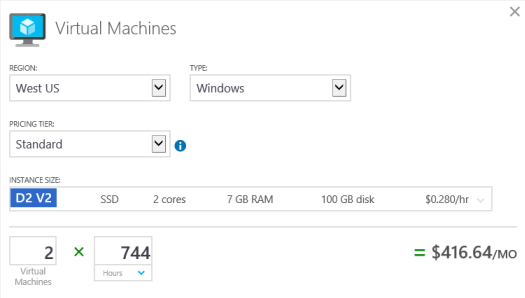 Virtual Machines
REGION: TYPE:
West US Windows
PRICING TIER:
Standard
INSTANCE SIZE:
D2 V2 SSD 2 cores 7 GB RAM 100 GB disk $0.280/hr
2 × 744 = $416.64/MO
Virtual Machines Hours